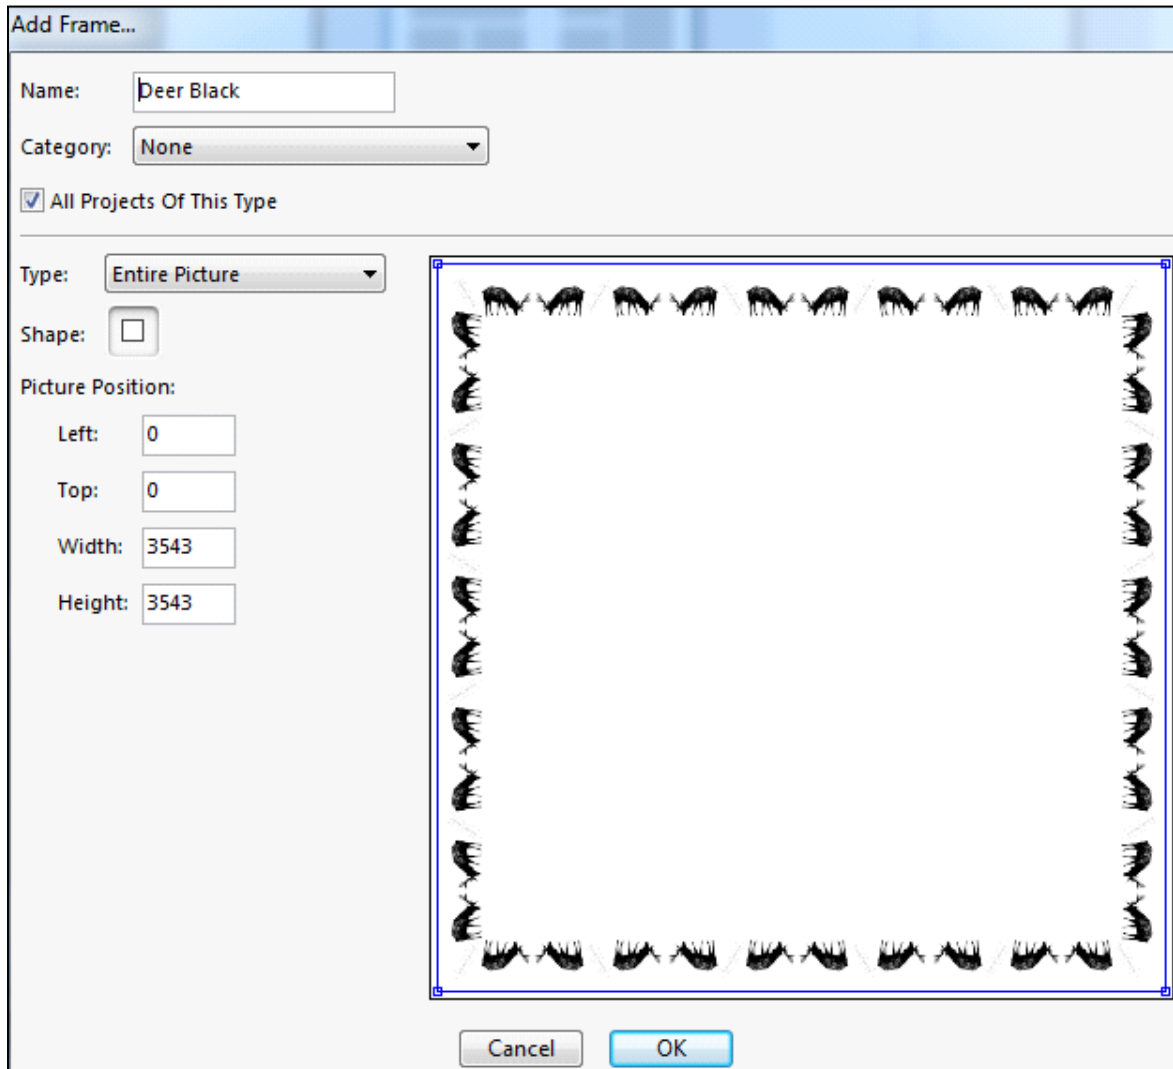 Add Frame...
Name: Deer Black
Category: None
All Projects Of This Type
Type: Entire Picture
Shape:
Picture Position:
Left: 0
Top: 0
Width: 3543
Height: 3543
Cancel OK